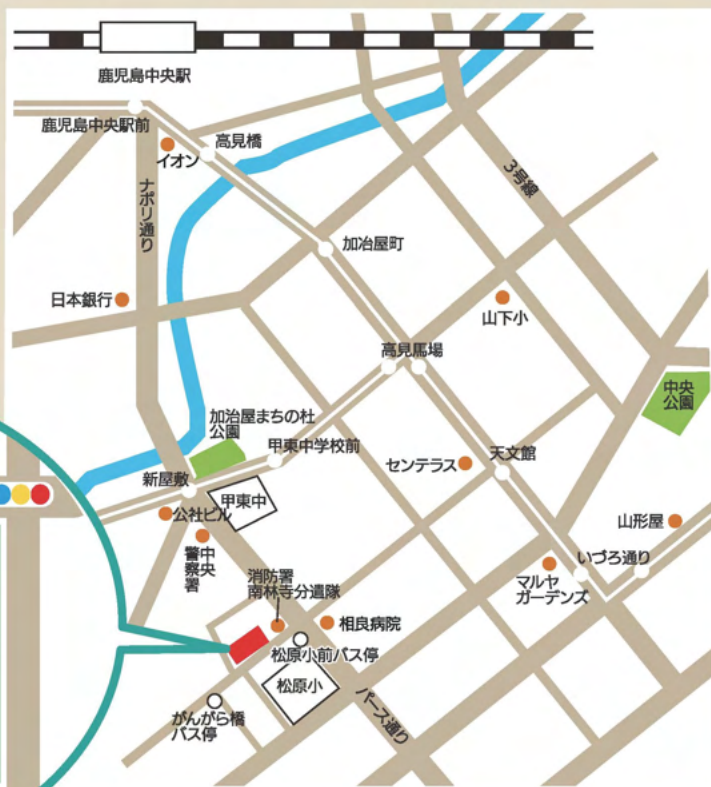 鹿児島中央駅
鹿児島中央駅前
高見橋
イオン
ナポリ通り
3号線
加冶屋町
日本銀行
山下小
高見馬場
中央
公園
加治屋まちの杜
公園
甲東中学校前
センテラス
天文館
新屋敷
甲東中
公社ビル
山形屋
中央
警察署
いづろ通り
マルヤ
ガーデンズ
消防署
南林寺分遣隊
相良病院
松原小前バス停
松原小
パース通り
がんがら橋
バス停